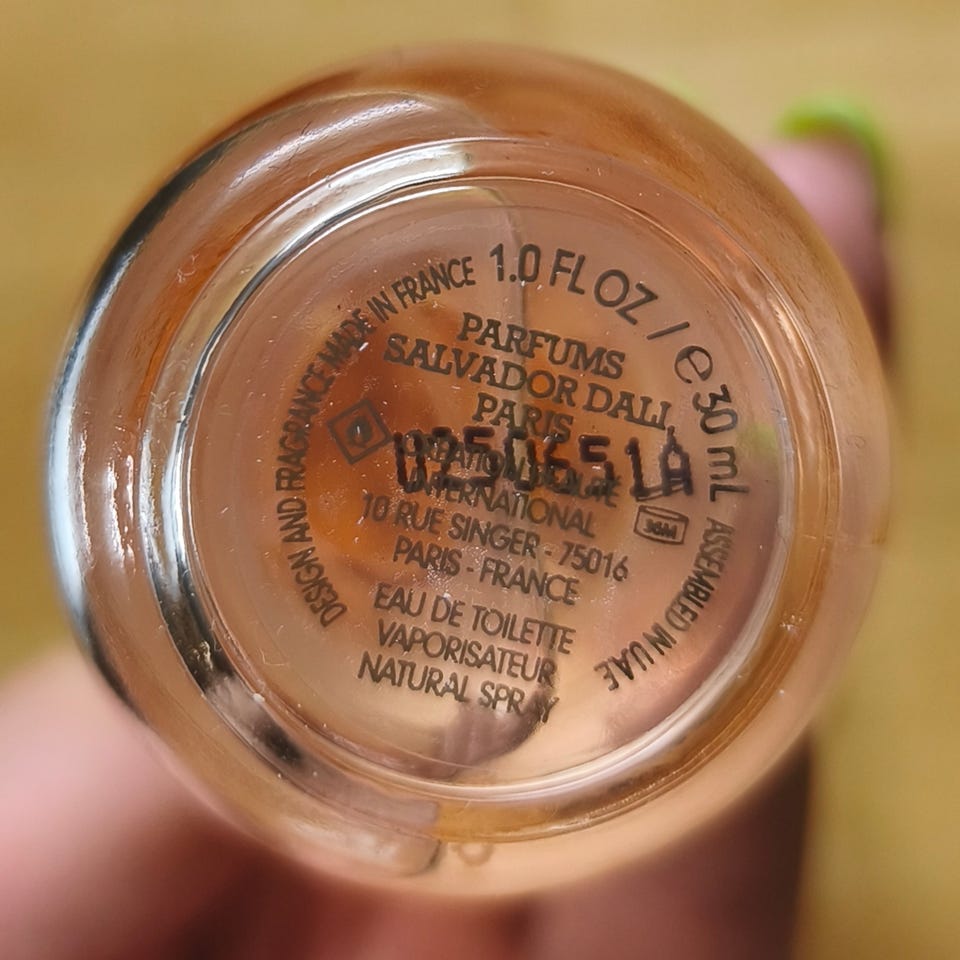 DESIGN AND FRAGRANCE MADE IN FRANCE
1.0 FL OZ / e 30 mL
ASSEMBLED IN UAE
PARFUMS
SALVADOR DALI
PARIS
INTERNATIONAL
10 RUE SINGER - 75016
PARIS - FRANCE
EAU DE TOILETTE
VAPORISATEUR
NATURAL SPRAY
36M